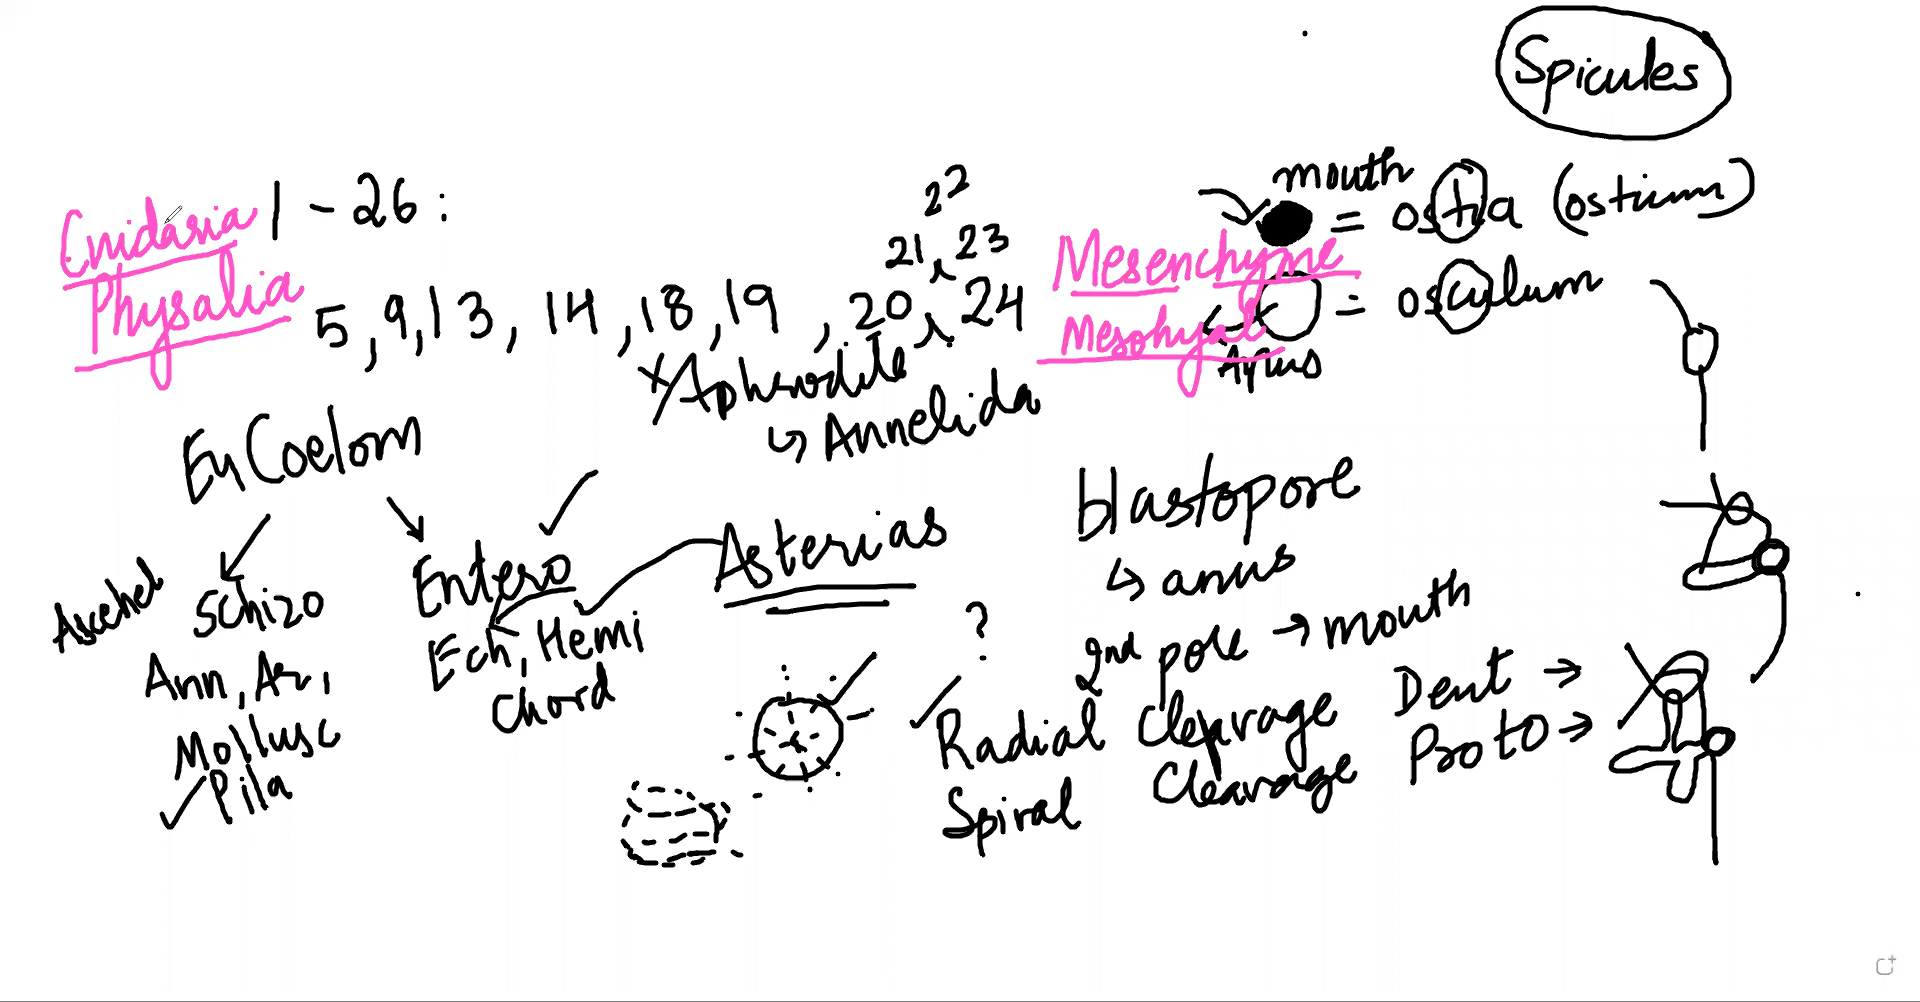 Spicules
mouth
= ostia (ostium)
Cnidaria 1 - 26 :
Physalia
22
21, 23
5, 9, 13, 14, 18, 19, 20, 24
Mesenchyme
= osculum
Mesohyal
Anus
x Aphrodite
↳ Annelida
EuCoelom
blastopore
↳ anus
Asterias
Entero
Schizo
Ech, Hemi
Chord
Ann, Ar,
Mollusc
✓ Pila
?
2nd pole → mouth
✓ Radial Cleavage
Spiral Cleavage
Dent →
Proto →